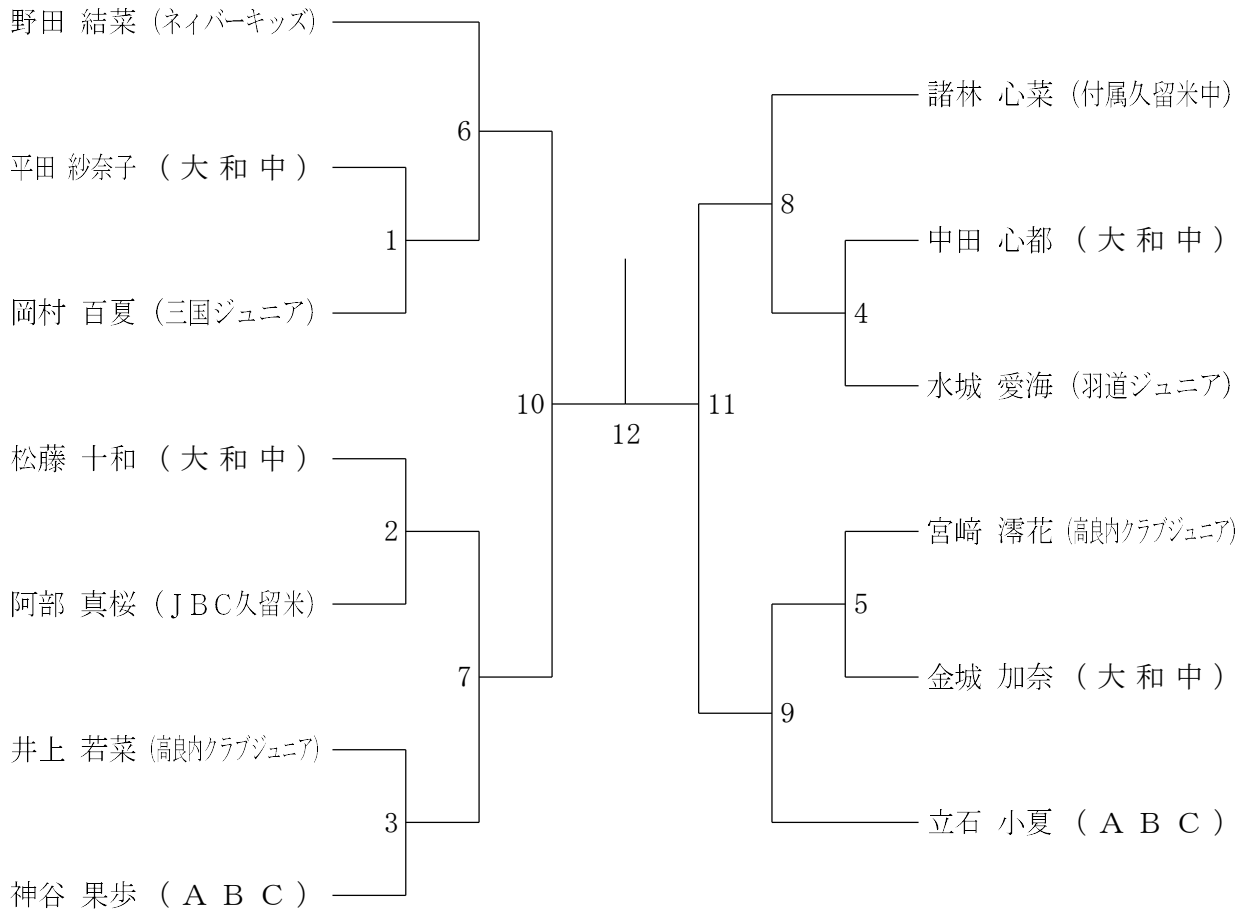 野田 結菜 (ネイバーキッズ)
6
平田 紗奈子 (大和中)
1
岡村 百夏 (三国ジュニア)
10
松藤 十和 (大和中)
2
阿部 真桜 (JBC久留米)
7
井上 若菜 (高良内クラブジュニア)
3
神谷 果歩 (ABC)
12
諸林 心菜 (付属久留米中)
8
中田 心都 (大和中)
4
水城 愛海 (羽道ジュニア)
11
宮﨑 澪花 (高良内クラブジュニア)
5
金城 加奈 (大和中)
9
立石 小夏 (ABC)